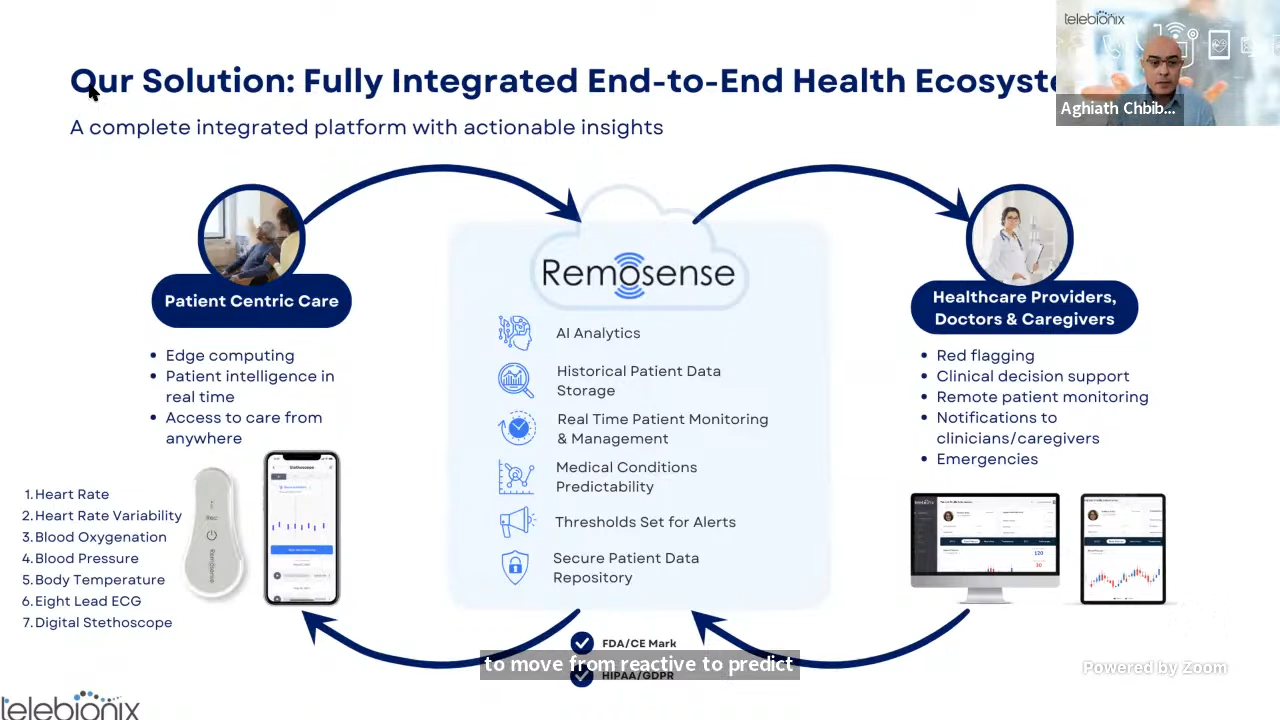 Our Solution: Fully Integrated End-to-End Health Ecosyste
A complete integrated platform with actionable insights
telebionix
Aghiath Chbib...
Patient Centric Care
Edge computing
Patient intelligence in
real time
Access to care from
anywhere
1. Heart Rate
2. Heart Rate Variability
3. Blood Oxygenation
4. Blood Pressure
5. Body Temperature
6. Eight Lead ECG
7. Digital Stethoscope
Rec
RemOsense
Stethoscope
RemOsense
AI Analytics
Historical Patient Data
Storage
Real Time Patient Monitoring
& Management
Medical Conditions
Predictability
Thresholds Set for Alerts
Secure Patient Data
Repository
FDA/CE Mark
HIPAA/GDPR
to move from reactive to predict
Healthcare Providers,
Doctors & Caregivers
Red flagging
Clinical decision support
Remote patient monitoring
Notifications to
clinicians/caregivers
Emergencies
120
Powered by Zoom
telebionix